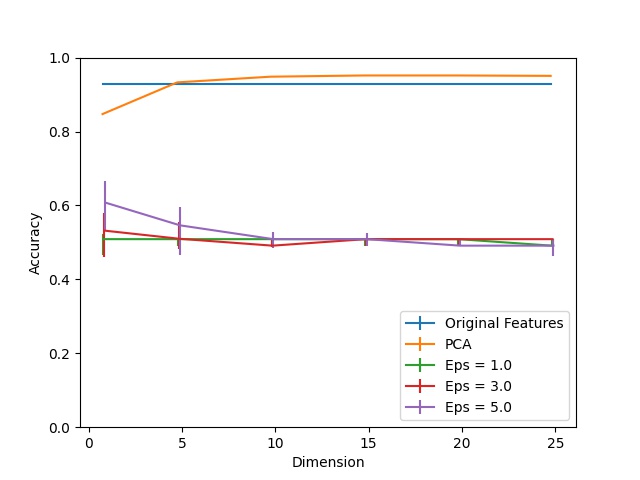 1.0
0.8
0.6
0.4
0.2
0.0
Accuracy
0
5
10
15
20
25
Dimension
Original Features
PCA
Eps = 1.0
Eps = 3.0
Eps = 5.0